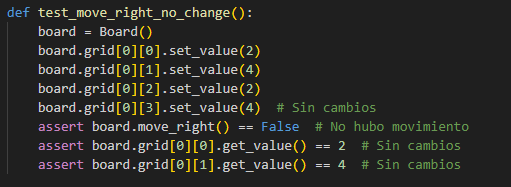 def test_move_right_no_change():
    board = Board()
    board.grid[0][0].set_value(2)
    board.grid[0][1].set_value(4)
    board.grid[0][2].set_value(2)
    board.grid[0][3].set_value(4)  # Sin cambios
    assert board.move_right() == False  # No hubo movimiento
    assert board.grid[0][0].get_value() == 2  # Sin cambios
    assert board.grid[0][1].get_value() == 4  # Sin cambios